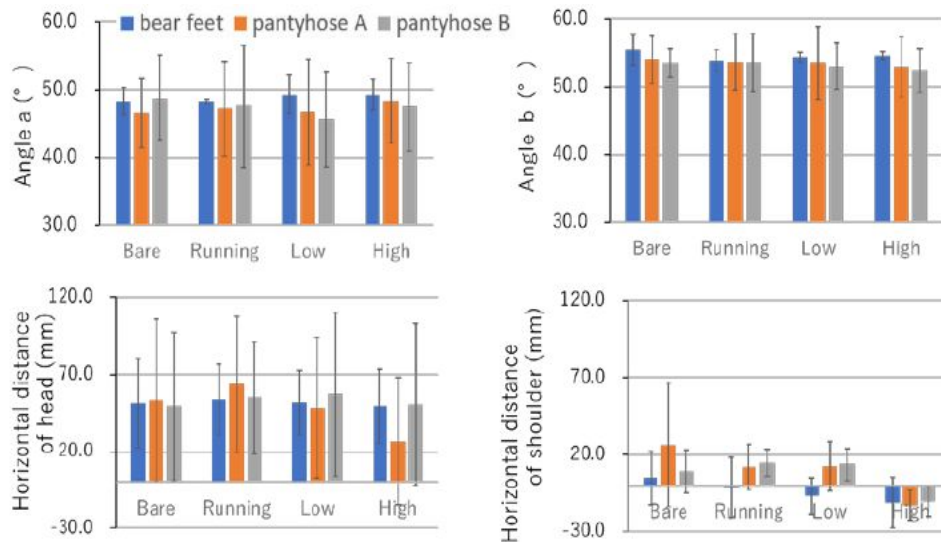 bear feet pantyhose A pantyhose B
60.0
50.0
40.0
30.0
Angle a (°)
Bare Running Low High
60.0
50.0
40.0
30.0
Angle b (°)
Bare Running Low High
120.0
70.0
20.0
-30.0
Horizontal distance
of head (mm)
Bare Running Low High
120.0
70.0
20.0
-30.0
Horizontal distance
of shoulder (mm)
Bare Running Low High